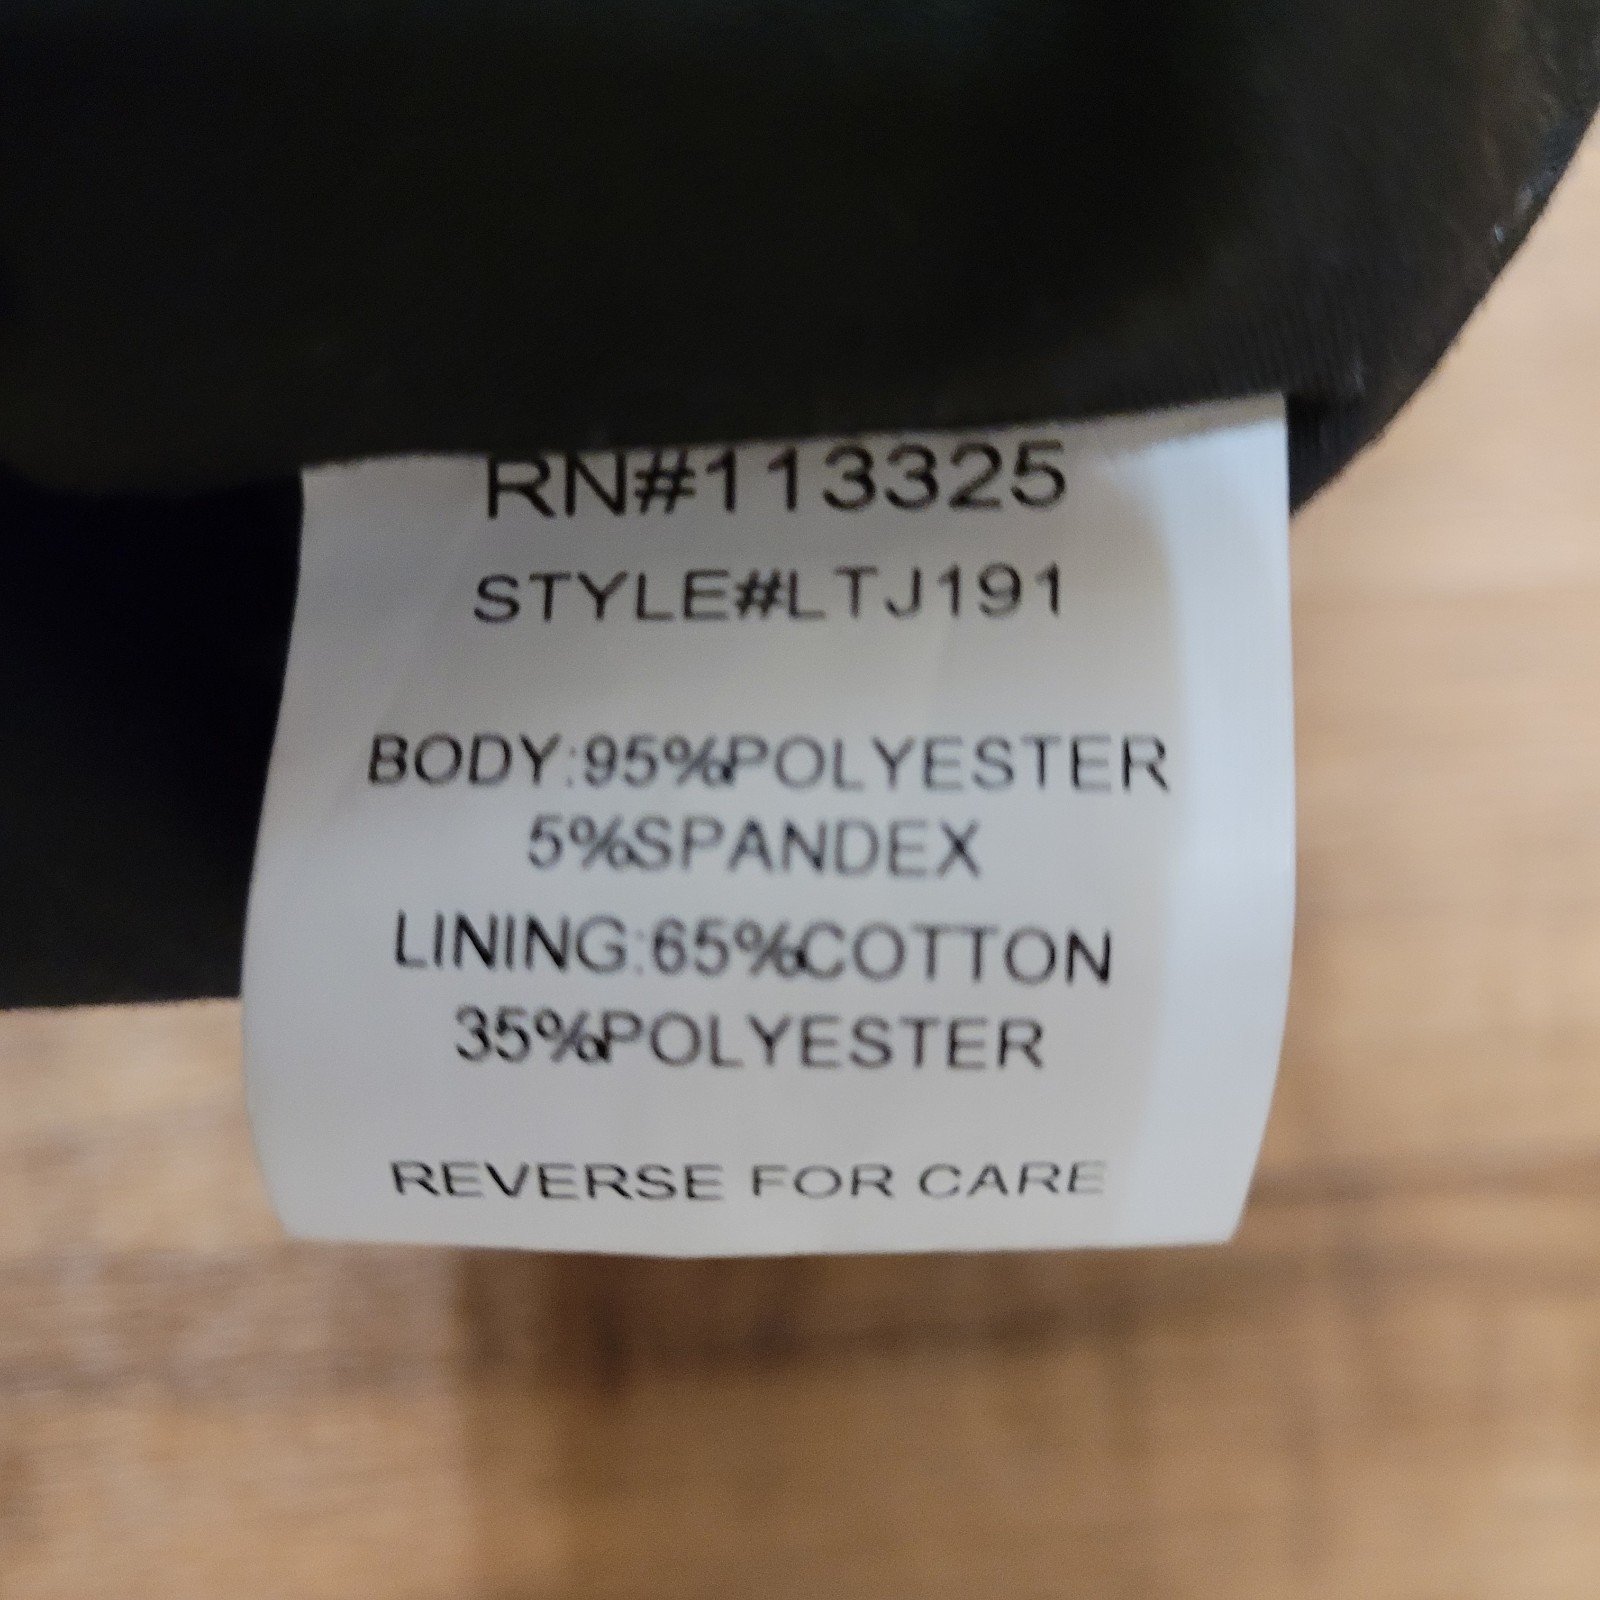 RN#113325
STYLE#LTJ191
BODY:95%POLYESTER
5%SPANDEX
LINING:65%COTTON
35%POLYESTER
REVERSE FOR CARE